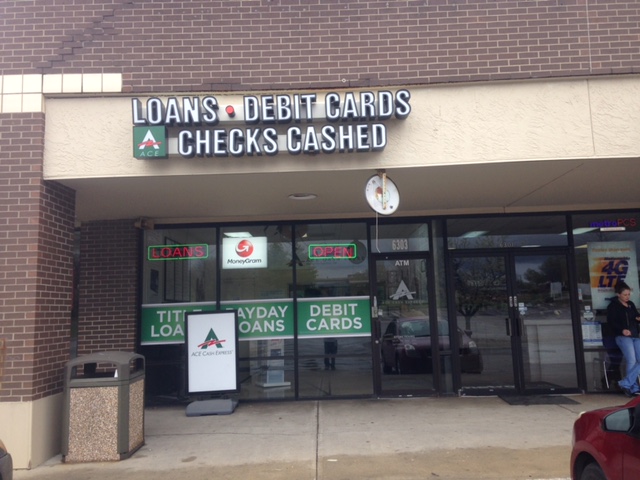 LOANS • DEBIT CARDS
ACE CHECKS CASHED
LOANS
MoneyGram
OPEN
6303
ATM
TITLE LOANS
PAYDAY LOANS
DEBIT CARDS
ACE CASH EXPRESS
4G
LTE